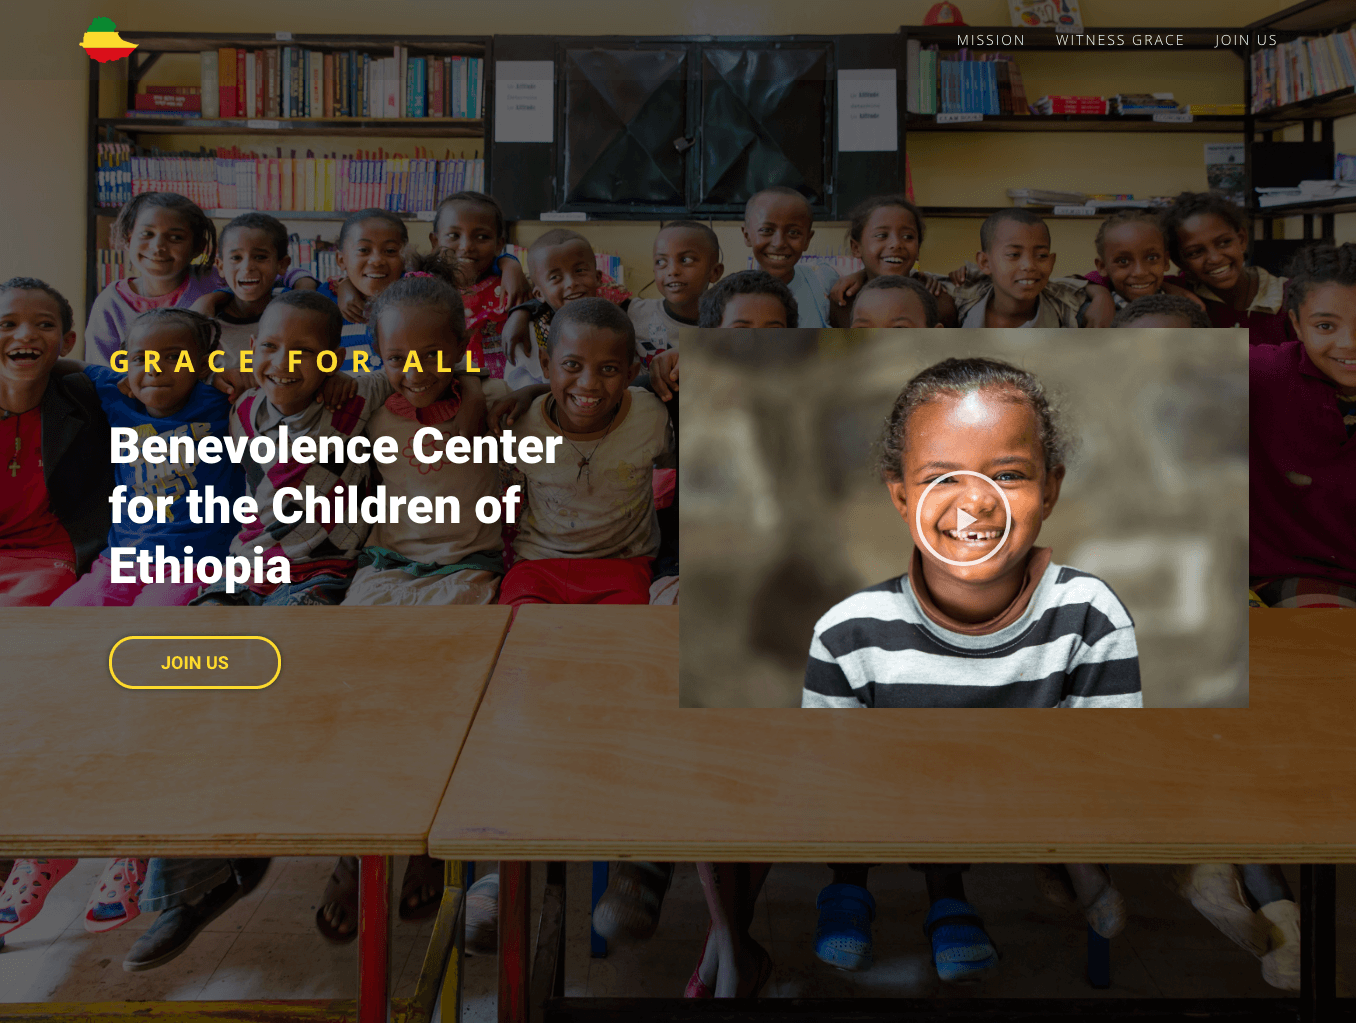 MISSION WITNESS GRACE JOIN US
GRACE FOR ALL
Benevolence Center
for the Children of
Ethiopia
JOIN US